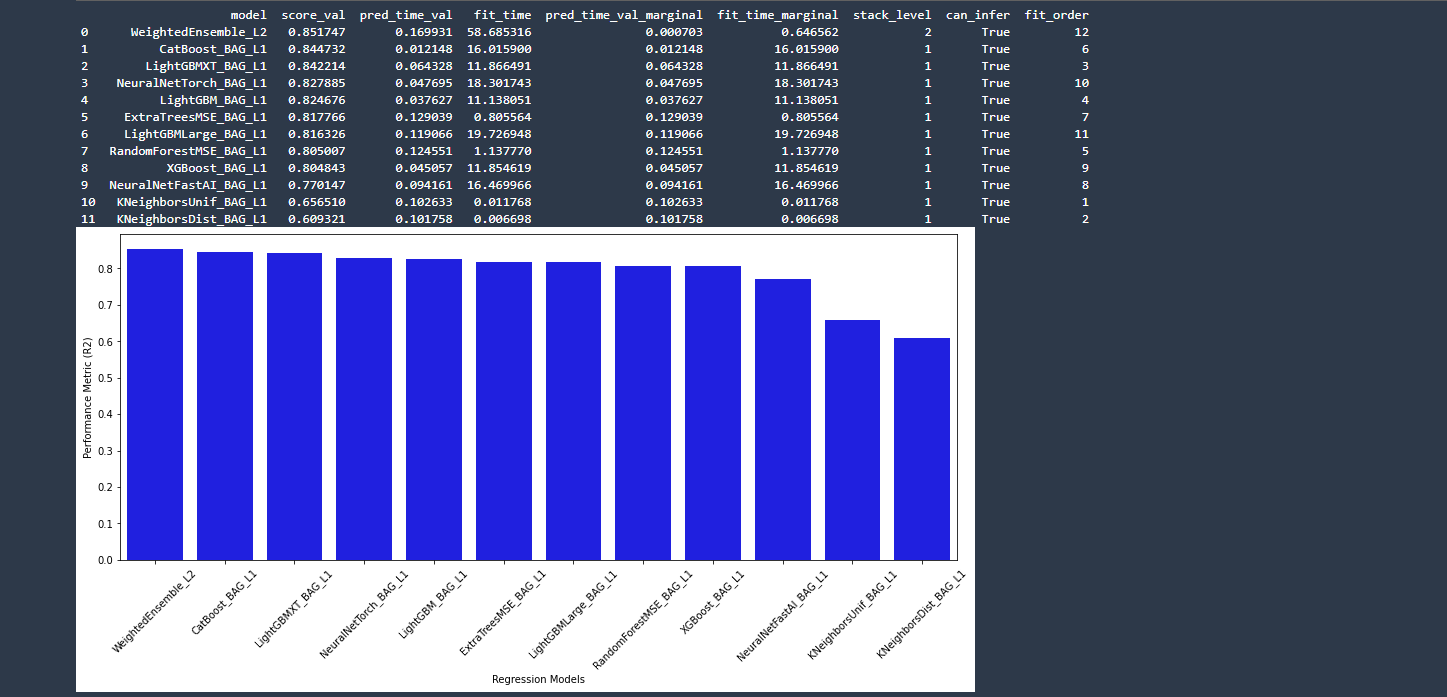 model score_val pred_time_val fit_time pred_time_val_marginal fit_time_marginal stack_level can_infer fit_order
0 WeightedEnsemble_L2 0.851747 0.169931 58.685316 0.000703 0.646562 2 True 12
1 CatBoost_BAG_L1 0.844732 0.012148 16.015900 0.012148 16.015900 1 True 6
2 LightGBMXT_BAG_L1 0.842214 0.064328 11.866491 0.064328 11.866491 1 True 3
3 NeuralNetTorch_BAG_L1 0.827885 0.047695 18.301743 0.047695 18.301743 1 True 10
4 LightGBM_BAG_L1 0.824676 0.037627 11.138051 0.037627 11.138051 1 True 4
5 ExtraTreesMSE_BAG_L1 0.817766 0.129039 0.805564 0.129039 0.805564 1 True 7
6 LightGBMLarge_BAG_L1 0.816326 0.119066 19.726948 0.119066 19.726948 1 True 11
7 RandomForestMSE_BAG_L1 0.805007 0.124551 1.137770 0.124551 1.137770 1 True 5
8 XGBoost_BAG_L1 0.804843 0.045057 11.854619 0.045057 11.854619 1 True 9
9 NeuralNetFastAI_BAG_L1 0.770147 0.094161 16.469966 0.094161 16.469966 1 True 8
10 KNeighborsUnif_BAG_L1 0.656510 0.102633 0.011768 0.102633 0.011768 1 True 1
11 KNeighborsDist_BAG_L1 0.609321 0.101758 0.006698 0.101758 0.006698 1 True 2
Performance Metric (R2)
0.8
0.7
0.6
0.5
0.4
0.3
0.2
0.1
0.0
WeightedEnsemble_L2
CatBoost_BAG_L1
LightGBMXT_BAG_L1
NeuralNetTorch_BAG_L1
LightGBM_BAG_L1
ExtraTreesMSE_BAG_L1
LightGBMLarge_BAG_L1
RandomForestMSE_BAG_L1
XGBoost_BAG_L1
NeuralNetFastAI_BAG_L1
KNeighborsUnif_BAG_L1
KNeighborsDist_BAG_L1
Regression Models